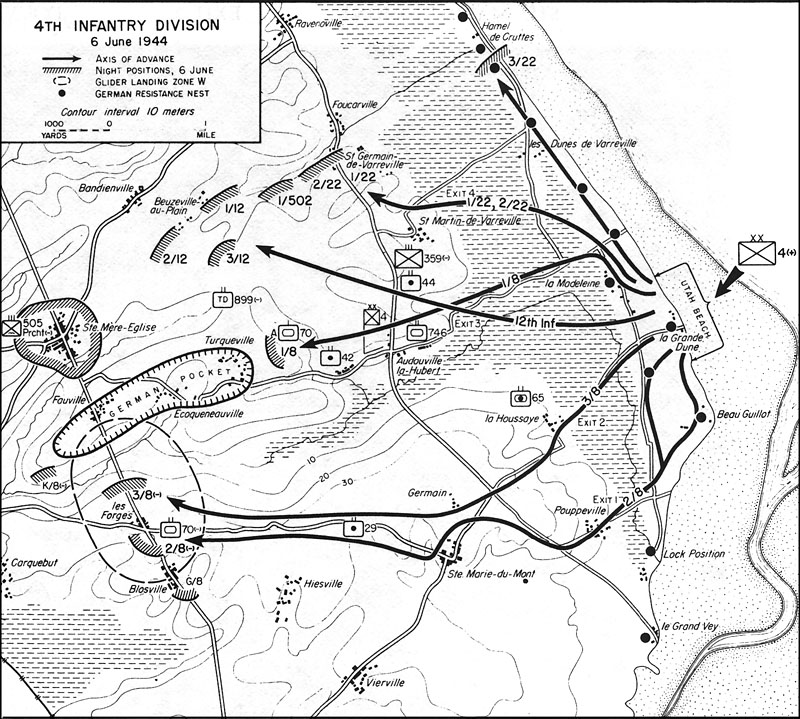 4TH INFANTRY DIVISION
6 June 1944
AXIS OF ADVANCE
NIGHT POSITIONS, 6 JUNE
GLIDER LANDING ZONE W
GERMAN RESISTANCE NEST
Contour interval 10 meters
1000 0 1
YARDS MILE
Ravenoville
Hamel
de Cruttes
3/22
Foucarville
les Dunes de Varreville
St Germain-
de-Varreville
1/22
2/22
1/502
Bandienville
Beuzeville-
au-Plain
1/12
2/12
3/12
EXIT 4
1/22, 2/22
St Martin-de-Varreville
XX
4(+)
359(-)
44
1/8
la Madeleine
UTAH BEACH
TD 899(-)
XX
4
12th Inf
EXIT 3
746
505
Prcht(-)
Ste. Mère-Eglise
A 70
1/8
42
Turqueville
Audouville
la-Hubert
la Grande
Dune
GERMAN POCKET
Fauville
Ecoqueneauville
3/8
65
la Houssaye
EXIT 2
Beau Guillot
10
20
30
K/8(-)
3/8(-)
Germain
EXIT 1
2/8
Pouppeville
les
Forges
70(-)
29
2/8(-)
Lock Position
Carquebut
Ste. Marie-du-Mont
G/8
Blosville
Hiesville
le Grand Vey
Vierville